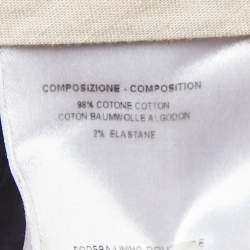 COMPOSIZIONE - COMPOSITION
98% COTONE COTTON
COTON BAUMWOLLE ALGODON
2% ELASTANE